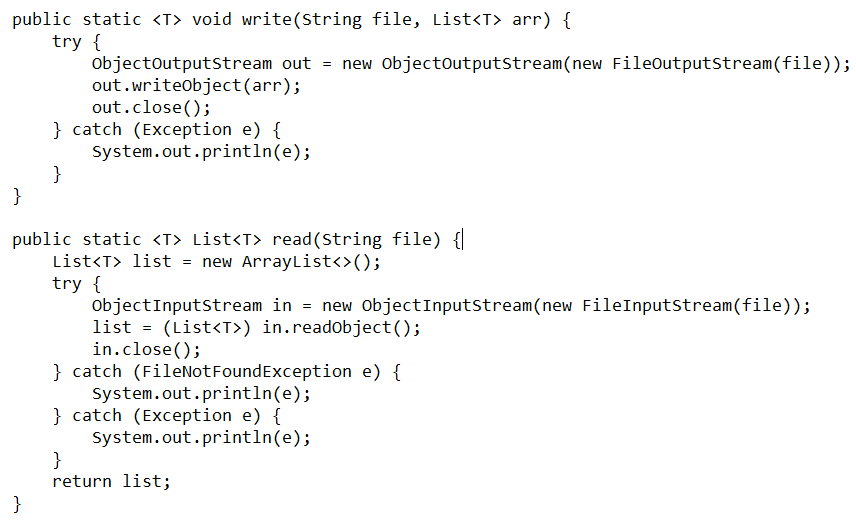 public static <T> void write(String file, List<T> arr) {
    try {
        ObjectOutputStream out = new ObjectOutputStream(new FileOutputStream(file));
        out.writeObject(arr);
        out.close();
    } catch (Exception e) {
        System.out.println(e);
    }
}

public static <T> List<T> read(String file) {
    List<T> list = new ArrayList<>();
    try {
        ObjectInputStream in = new ObjectInputStream(new FileInputStream(file));
        list = (List<T>) in.readObject();
        in.close();
    } catch (FileNotFoundException e) {
        System.out.println(e);
    } catch (Exception e) {
        System.out.println(e);
    }
    return list;
}